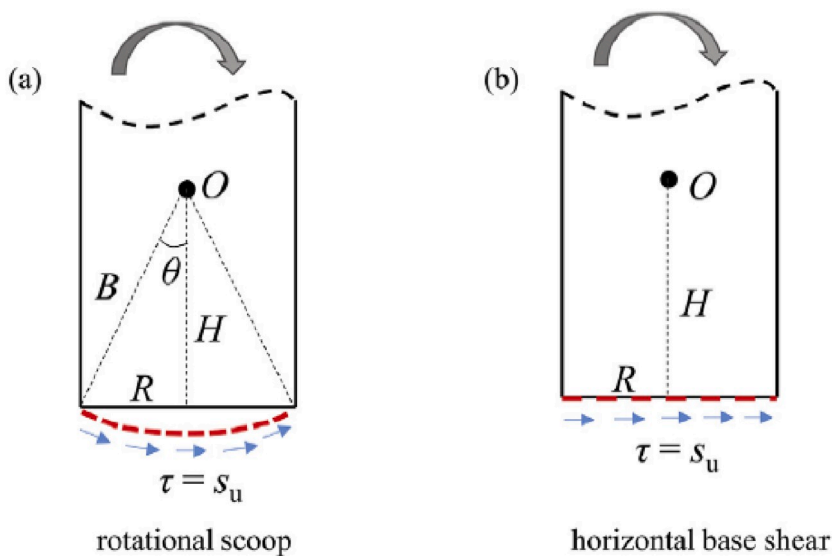 (a)
O
B
θ
H
R
τ = su
rotational scoop
(b)
O
H
R
τ = su
horizontal base shear